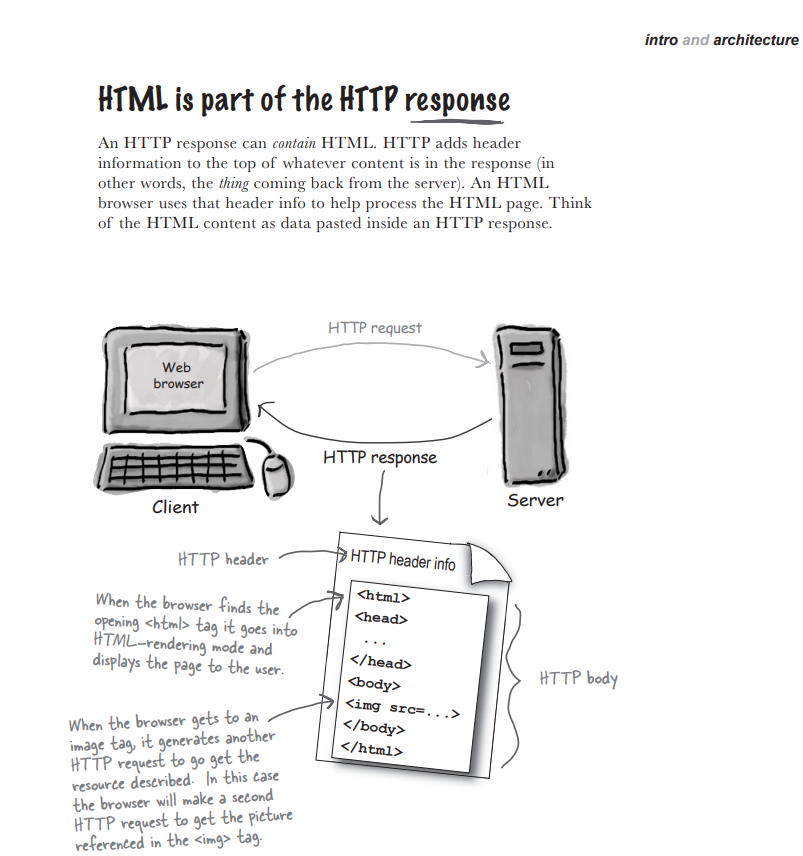 intro and architecture
HTML is part of the HTTP response
An HTTP response can contain HTML. HTTP adds header
information to the top of whatever content is in the response (in
other words, the thing coming back from the server). An HTML
browser uses that header info to help process the HTML page. Think
of the HTML content as data pasted inside an HTTP response.
HTTP request
Web
browser
HTTP response
Client
Server
HTTP header
HTTP header info
When the browser finds the
opening <html> tag it goes into
HTML-rendering mode and
displays the page to the user.
<html>
<head>
...
</head>
<body>
<img src=...>
</body>
</html>
HTTP body
When the browser gets to an
image tag, it generates another
HTTP request to go get the
resource described. In this case
the browser will make a second
HTTP request to get the picture
referenced in the <img> tag.